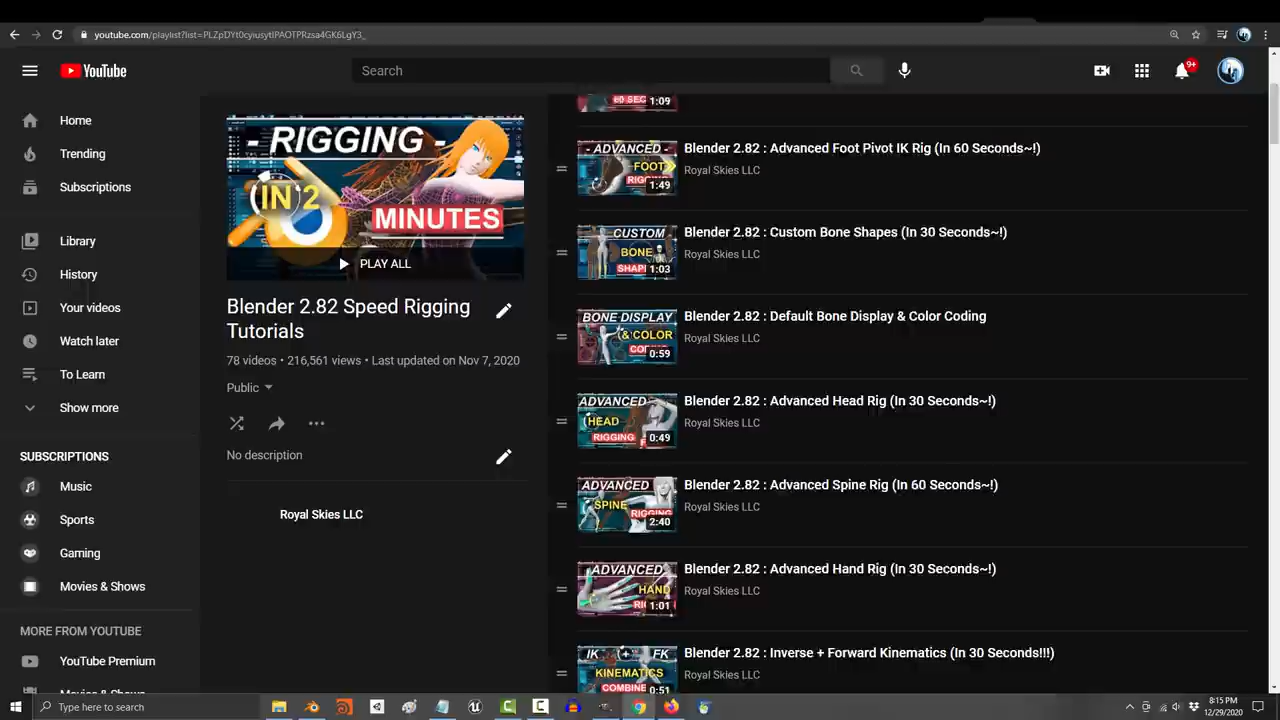 youtube.com/playlist?list=PLZpDYt0cyiusytIPAOTPRzsa4GK6LgY3_
YouTube
Search
9+
Home
Trending
Subscriptions
Library
History
Your videos
Watch later
To Learn
Show more
SUBSCRIPTIONS
Music
Sports
Gaming
Movies & Shows
MORE FROM YOUTUBE
YouTube Premium
Movies & Shows
- RIGGING -
IN 2
MINUTES
PLAY ALL
Blender 2.82 Speed Rigging
Tutorials
78 videos • 216,561 views • Last updated on Nov 7, 2020
Public
No description
Royal Skies LLC
60 SEC
1:09
- ADVANCED -
FOOT
RIGGING
1:49
Blender 2.82 : Advanced Foot Pivot IK Rig (In 60 Seconds~!)
Royal Skies LLC
CUSTOM
BONE
SHAP
1:03
Blender 2.82 : Custom Bone Shapes (In 30 Seconds~!)
Royal Skies LLC
BONE DISPLAY
& COLOR
CO
0:59
Blender 2.82 : Default Bone Display & Color Coding
Royal Skies LLC
ADVANCED
HEAD
RIGGING
0:49
Blender 2.82 : Advanced Head Rig (In 30 Seconds~!)
Royal Skies LLC
ADVANCED
SPINE
RIGGING
2:40
Blender 2.82 : Advanced Spine Rig (In 60 Seconds~!)
Royal Skies LLC
ADVANCED
HAND
RI
1:01
Blender 2.82 : Advanced Hand Rig (In 30 Seconds~!)
Royal Skies LLC
IK (+) FK
KINEMATICS
COMBINE
0:51
Blender 2.82 : Inverse + Forward Kinematics (In 30 Seconds!!!)
Royal Skies LLC
Type here to search
8:15 PM
12/29/2020